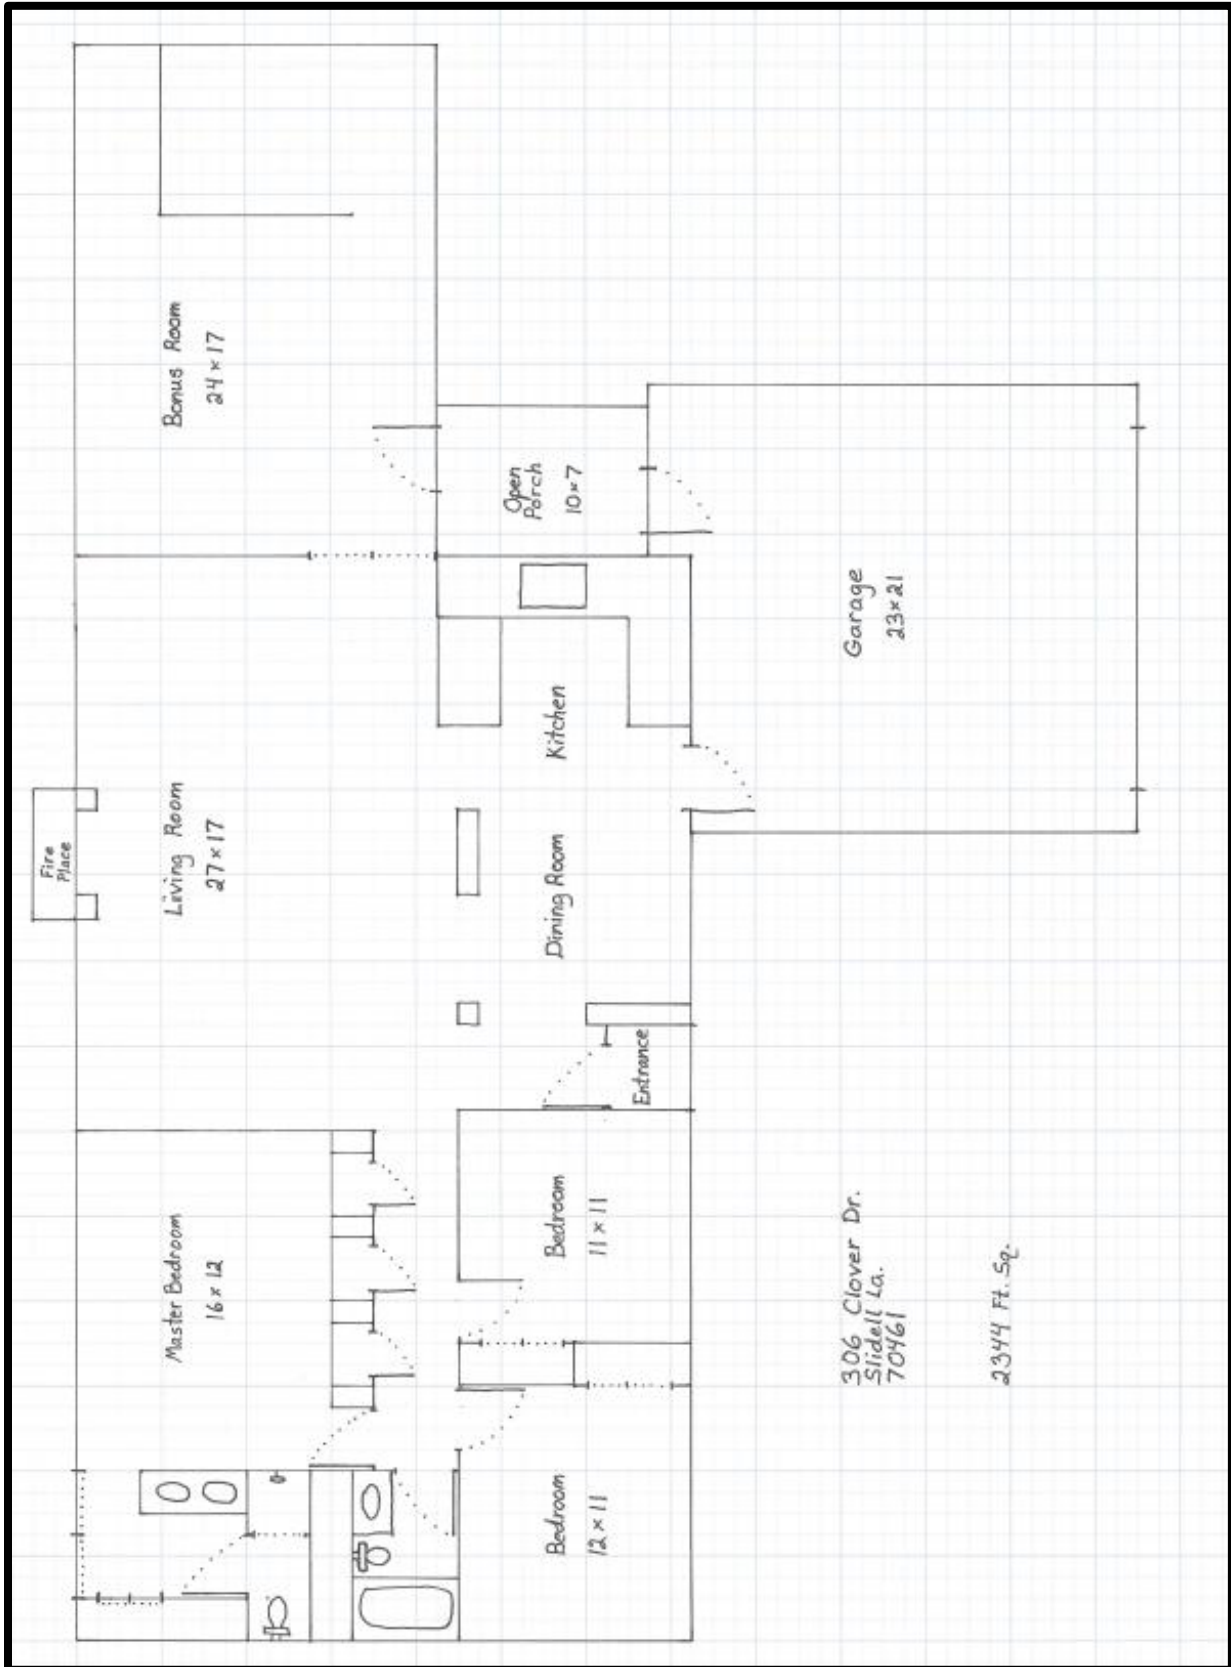 Fire
Place
Living Room
27 × 17
Bonus Room
24 × 17
Master Bedroom
16 × 12
Open
Porch
10×7
Kitchen
Dining Room
Entrance
Bedroom
11 × 11
Bedroom
12 × 11
Garage
23×21
306 Clover Dr.
Slidell La.
70461
2344 Ft. Sq.